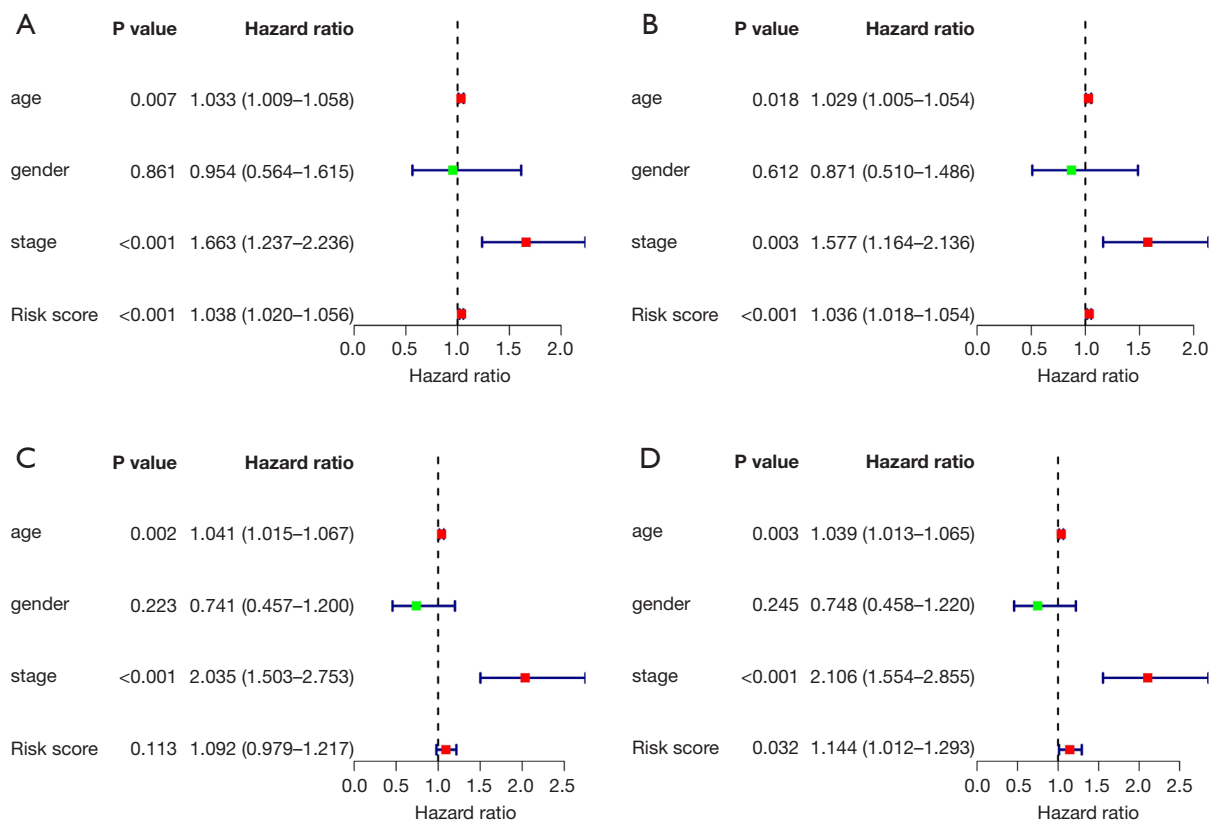 A
P value Hazard ratio
age 0.007 1.033 (1.009–1.058)
gender 0.861 0.954 (0.564–1.615)
stage <0.001 1.663 (1.237–2.236)
Risk score <0.001 1.038 (1.020–1.056)
0.0 0.5 1.0 1.5 2.0
Hazard ratio
B
P value Hazard ratio
age 0.018 1.029 (1.005–1.054)
gender 0.612 0.871 (0.510–1.486)
stage 0.003 1.577 (1.164–2.136)
Risk score <0.001 1.036 (1.018–1.054)
0.0 0.5 1.0 1.5 2.0
Hazard ratio
C
P value Hazard ratio
age 0.002 1.041 (1.015–1.067)
gender 0.223 0.741 (0.457–1.200)
stage <0.001 2.035 (1.503–2.753)
Risk score 0.113 1.092 (0.979–1.217)
0.0 0.5 1.0 1.5 2.0 2.5
Hazard ratio
D
P value Hazard ratio
age 0.003 1.039 (1.013–1.065)
gender 0.245 0.748 (0.458–1.220)
stage <0.001 2.106 (1.554–2.855)
Risk score 0.032 1.144 (1.012–1.293)
0.0 0.5 1.0 1.5 2.0 2.5
Hazard ratio